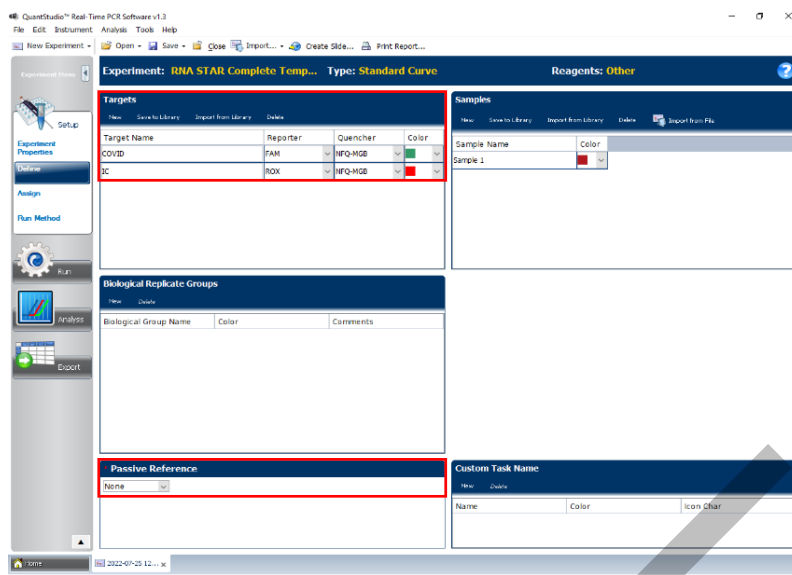 QuantStudio™ Real-Time PCR Software v1.3
File Edit Instrument Analysis Tools Help
New Experiment Open Save Close Import... Create Slide... Print Report...
Experiment Menu
Experiment: RNA STAR Complete Temp... Type: Standard Curve Reagents: Other
Setup
Experiment Properties
Define
Assign
Run Method
Run
Analysis
Export
Targets
New Save to Library Import from Library Delete
Target Name Reporter Quencher Color
COVID FAM NFQ-MGB
IC ROX NFQ-MGB
Samples
New Save to Library Import from Library Delete Import from File
Sample Name Color
Sample 1
Biological Replicate Groups
New Delete
Biological Group Name Color Comments
* Passive Reference
None
Custom Task Name
New Delete
Name Color Icon Char
Home 2022-07-25 12... x